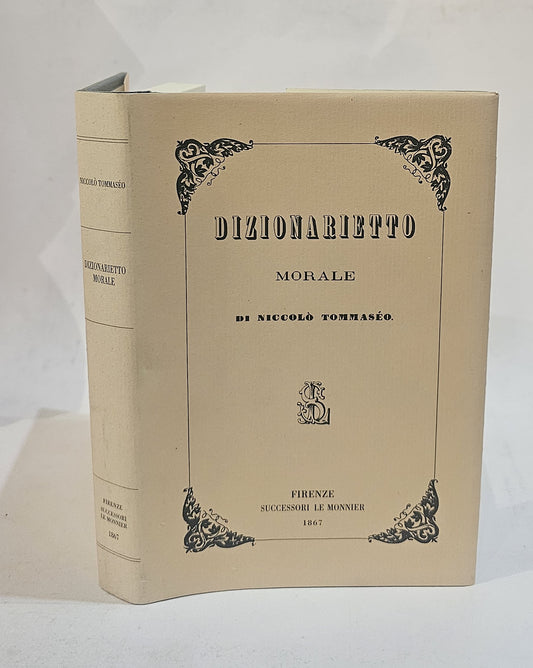 NICCOLÒ TOMMASÉO
DIZIONARIETTO
MORALE
FIRENZE
SUCCESSORI
LE MONNIER
1867
DIZIONARIETTO
MORALE
DI NICCOLÒ TOMMASÉO.
FIRENZE
SUCCESSORI LE MONNIER
1867